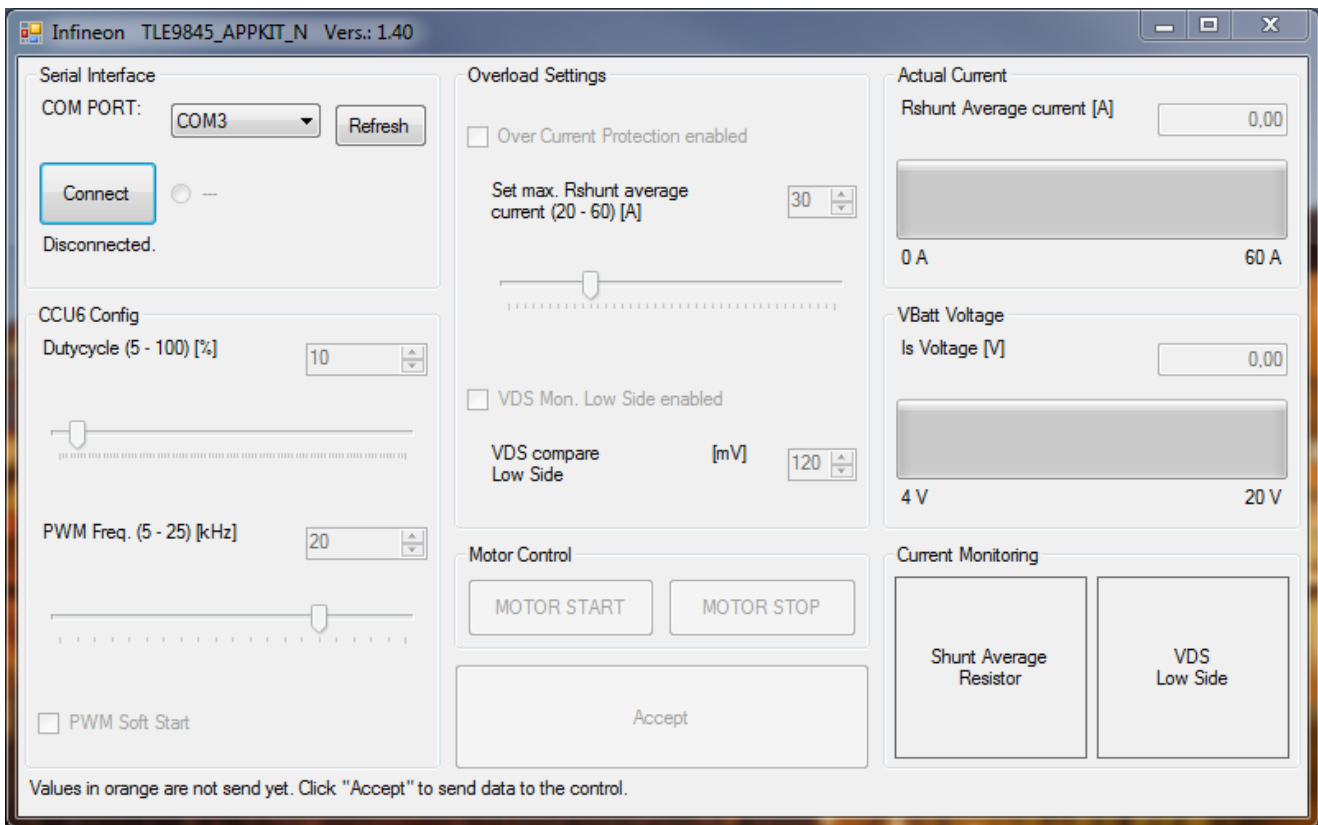 Infineon TLE9845_APPKIT_N Vers.: 1.40
Serial Interface
COM PORT:
COM3
Refresh
Connect
---
Disconnected.
CCU6 Config
Dutycycle (5 - 100) [%]
10
PWM Freq. (5 - 25) [kHz]
20
PWM Soft Start
Overload Settings
Over Current Protection enabled
Set max. Rshunt average
current (20 - 60) [A]
30
VDS Mon. Low Side enabled
VDS compare [mV]
Low Side
120
Motor Control
MOTOR START
MOTOR STOP
Accept
Actual Current
Rshunt Average current [A]
0,00
0 A
60 A
VBatt Voltage
Is Voltage [V]
0,00
4 V
20 V
Current Monitoring
Shunt Average
Resistor
VDS
Low Side
Values in orange are not send yet. Click "Accept" to send data to the control.